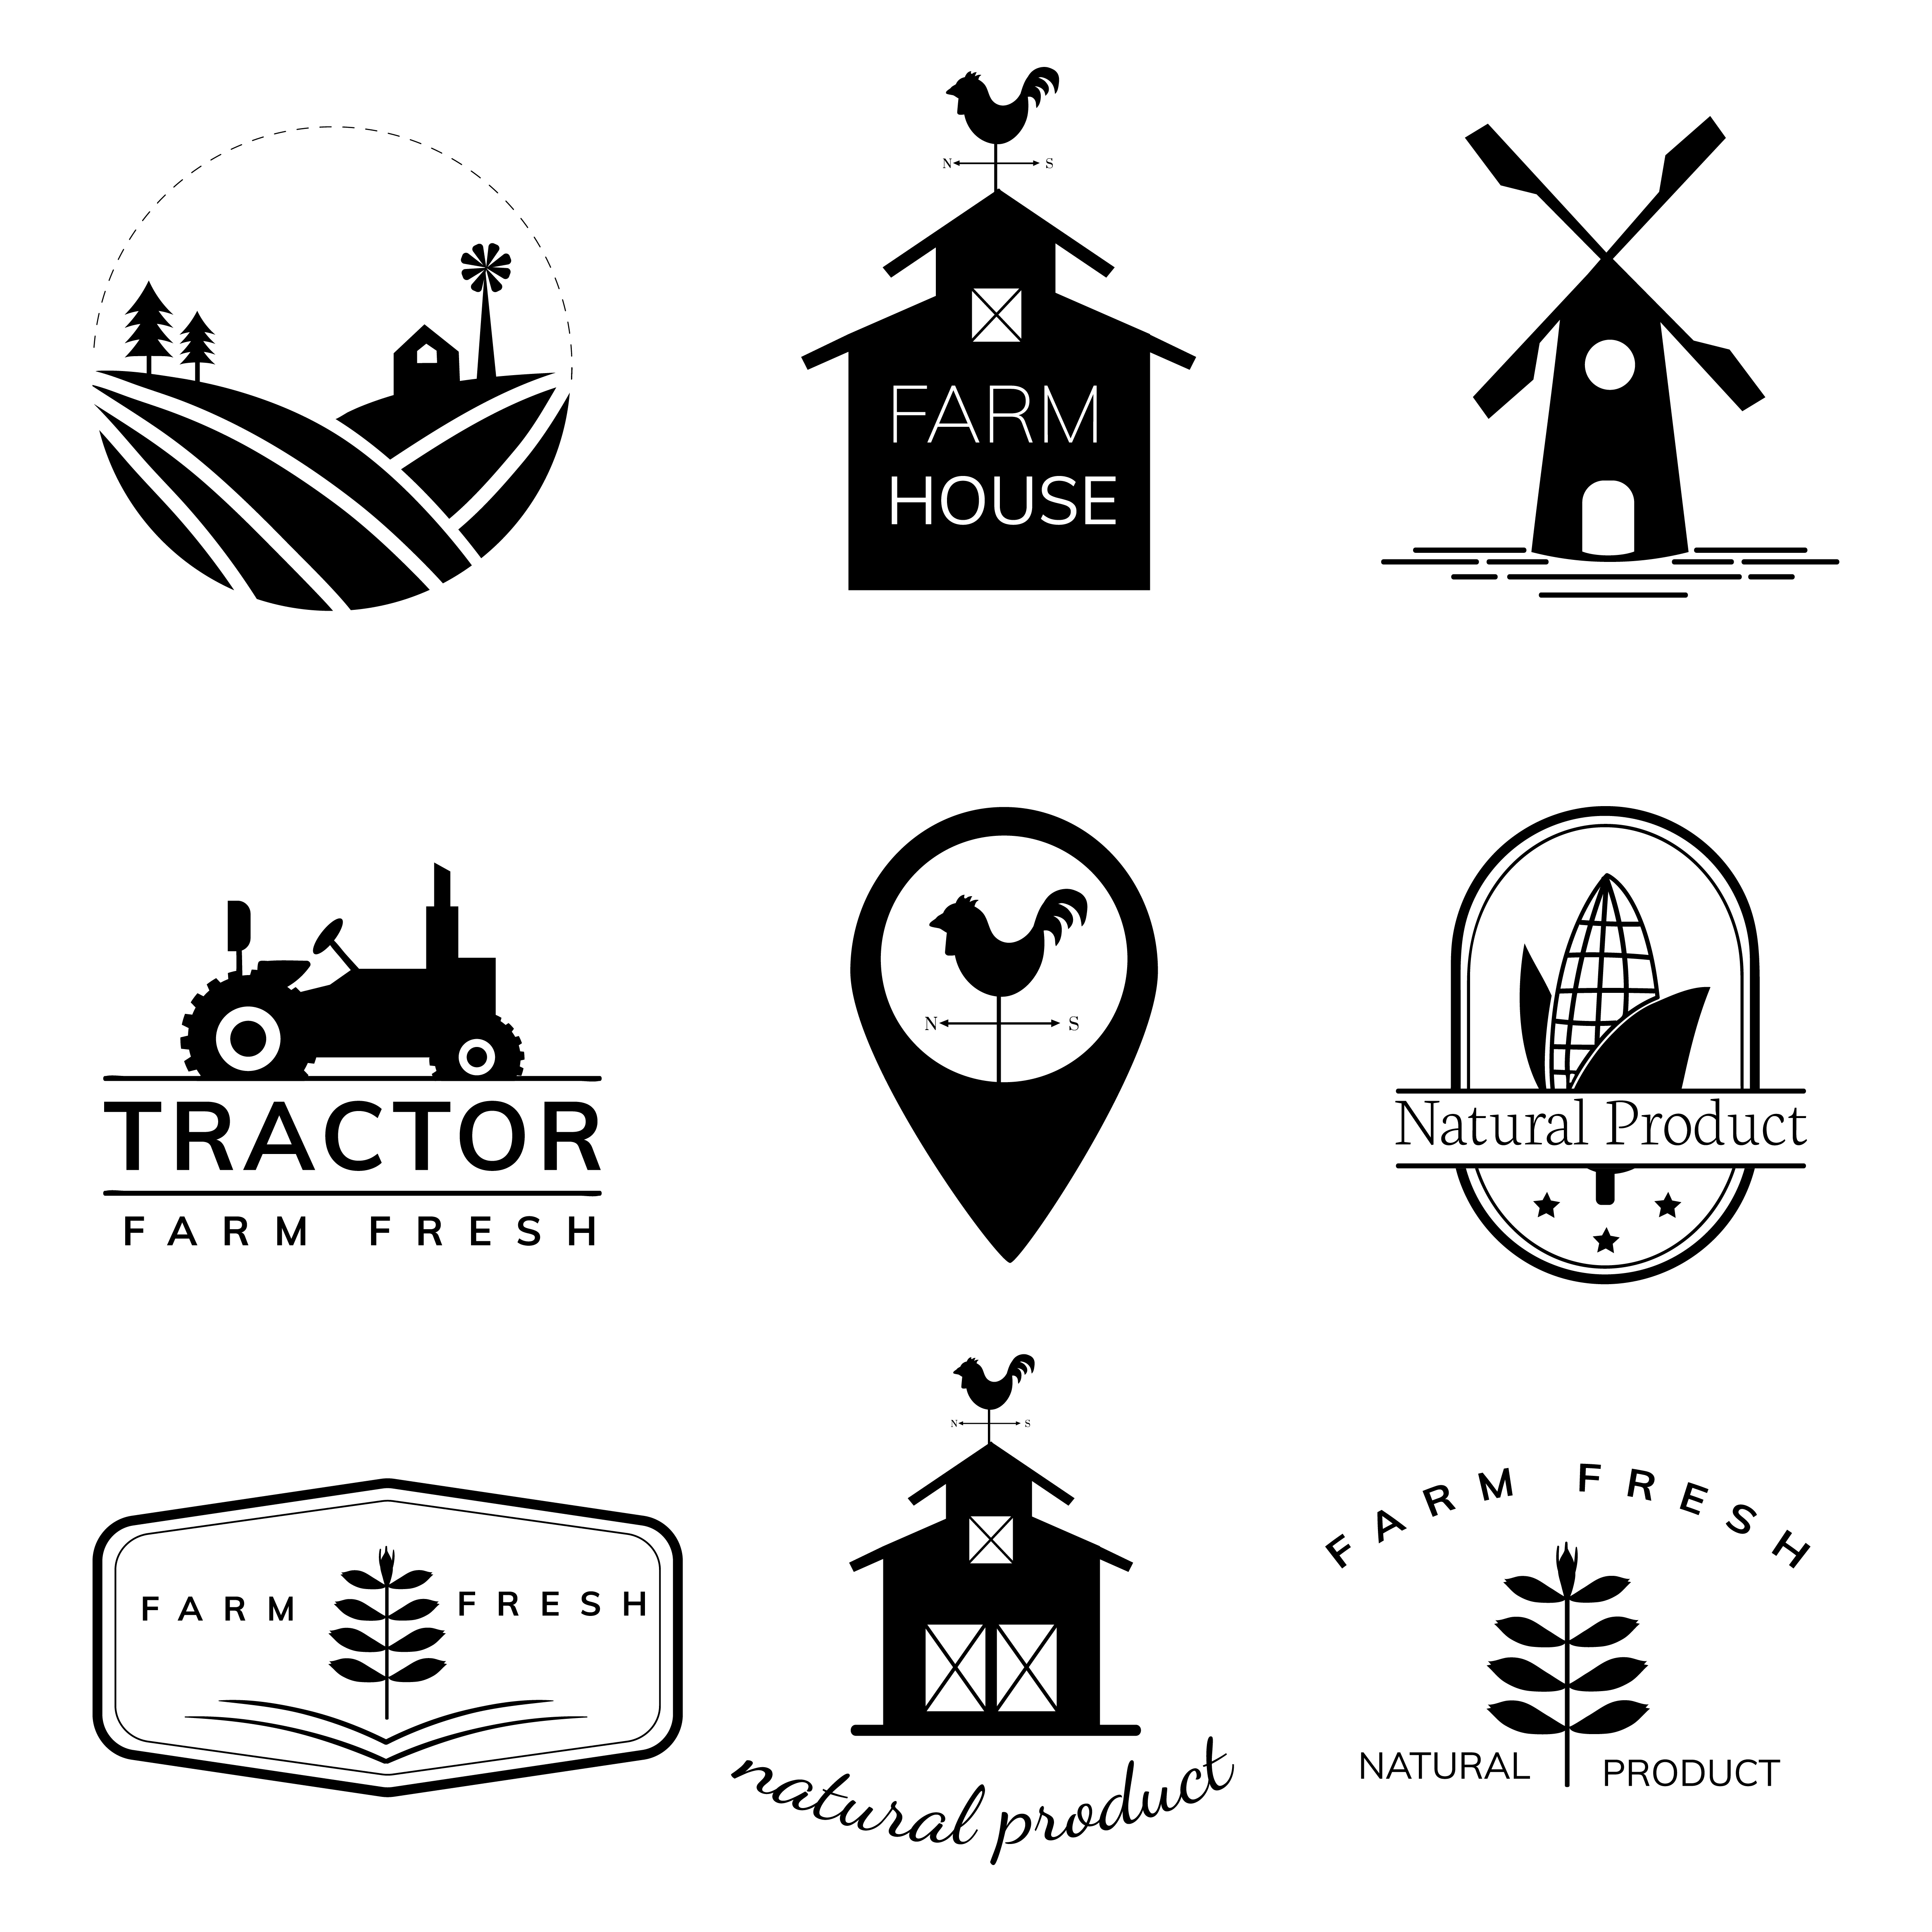 N S
FARM
HOUSE
TRACTOR
FARM FRESH
N S
Natural Product
FARM FRESH
N S
natural product
FARM FRESH
NATURAL PRODUCT